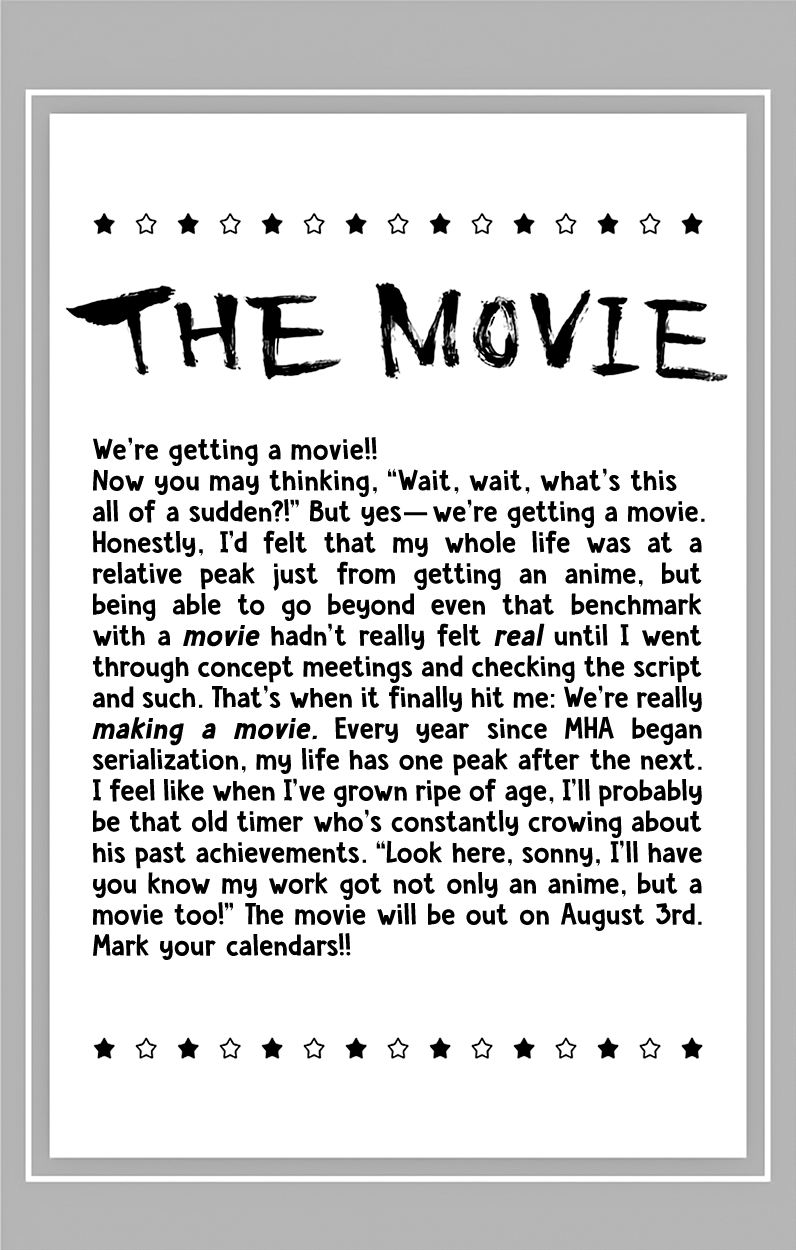 THE MOVIE
We're getting a movie!!
Now you may thinking, “Wait, wait, what's this
all of a sudden?!” But yes—we're getting a movie.
Honestly, I'd felt that my whole life was at a
relative peak just from getting an anime, but
being able to go beyond even that benchmark
with a movie hadn't really felt real until I went
through concept meetings and checking the script
and such. That's when it finally hit me: We're really
making a movie. Every year since MHA began
serialization, my life has one peak after the next.
I feel like when I've grown ripe of age, I'll probably
be that old timer who's constantly crowing about
his past achievements. “Look here, sonny, I'll have
you know my work got not only an anime, but a
movie too!” The movie will be out on August 3rd.
Mark your calendars!!